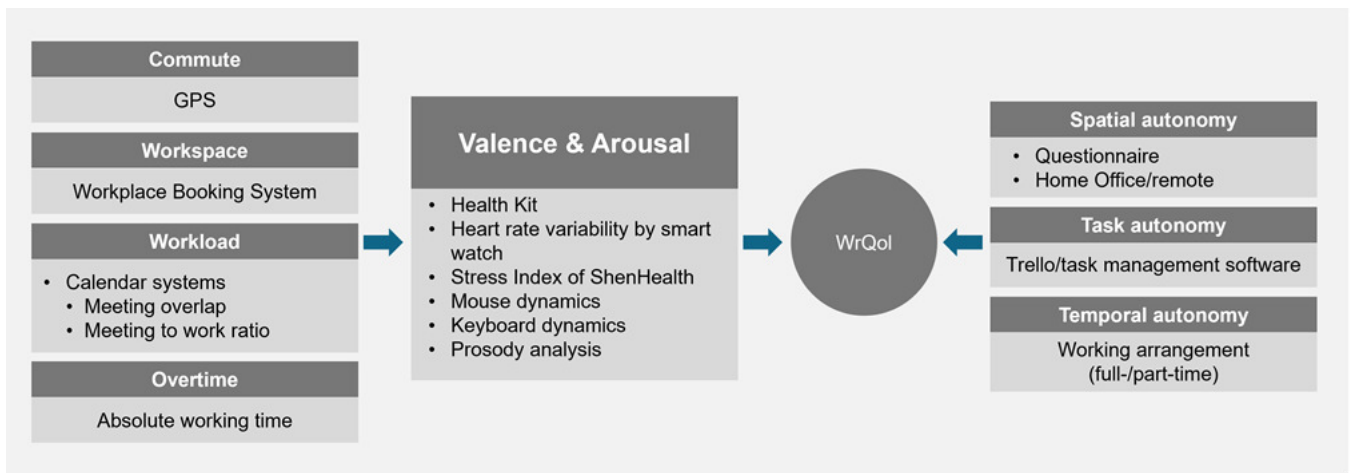 Commute
GPS
Workspace
Workplace Booking System
Workload
• Calendar systems
• Meeting overlap
• Meeting to work ratio
Overtime
Absolute working time
Valence & Arousal
• Health Kit
• Heart rate variability by smart
watch
• Stress Index of ShenHealth
• Mouse dynamics
• Keyboard dynamics
• Prosody analysis
WrQol
Spatial autonomy
• Questionnaire
• Home Office/remote
Task autonomy
Trello/task management software
Temporal autonomy
Working arrangement
(full-/part-time)